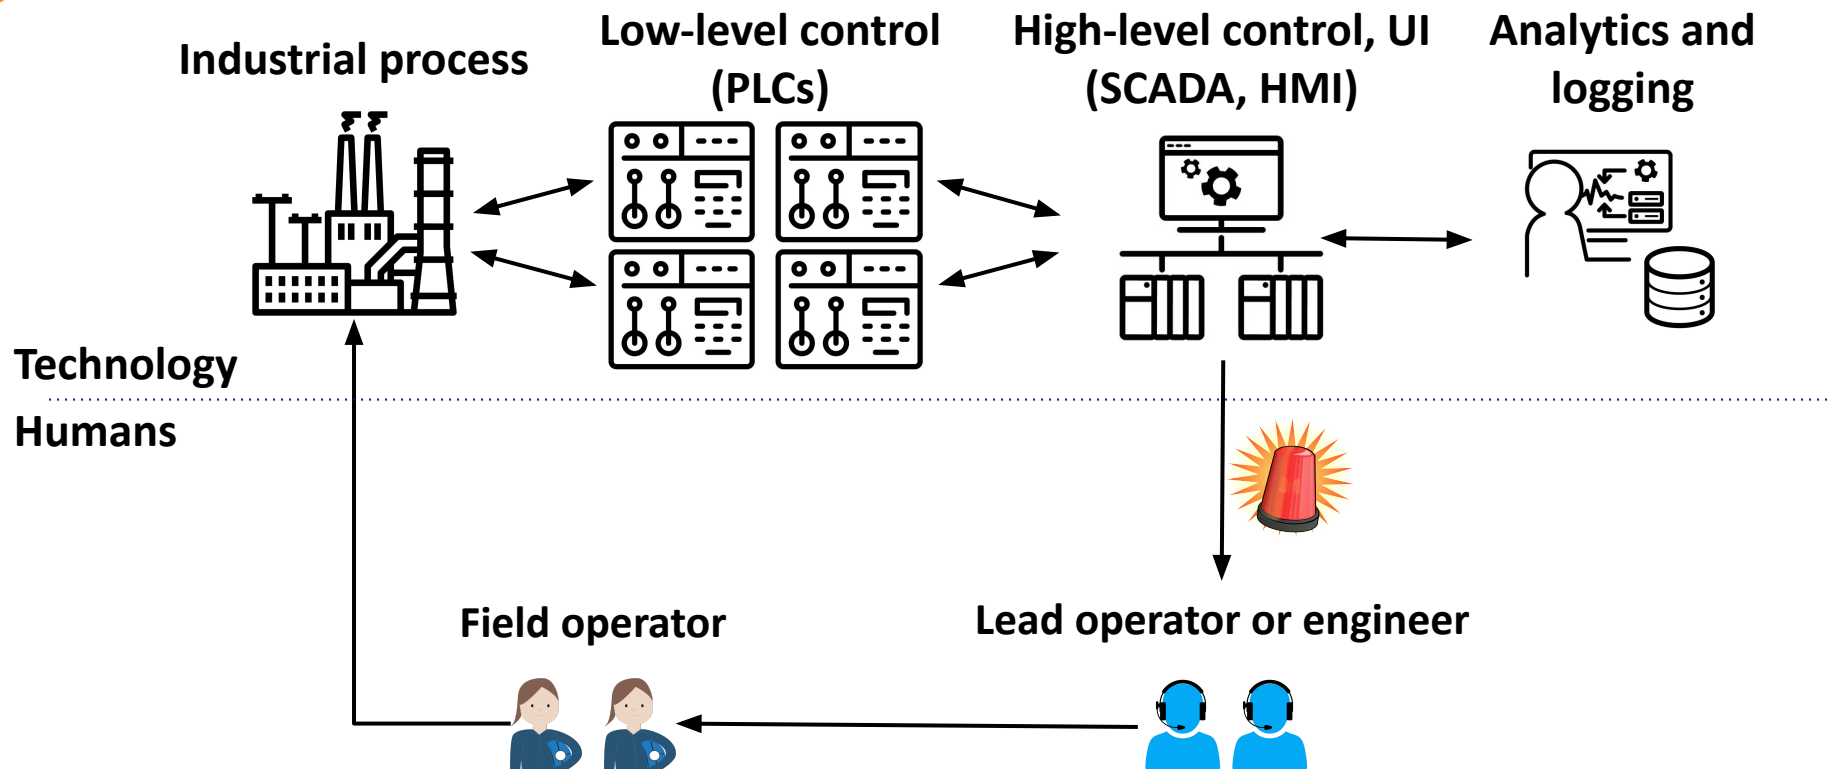 Industrial process
Low-level control
(PLCs)
High-level control, UI
(SCADA, HMI)
Analytics and
logging
Technology
Humans
Field operator
Lead operator or engineer